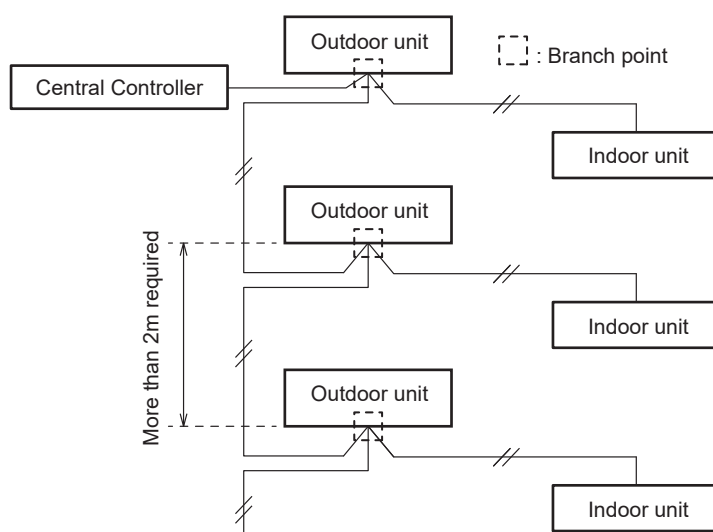 Outdoor unit
: Branch point
Central Controller
Indoor unit
Outdoor unit
More than 2m required
Indoor unit
Outdoor unit
Indoor unit